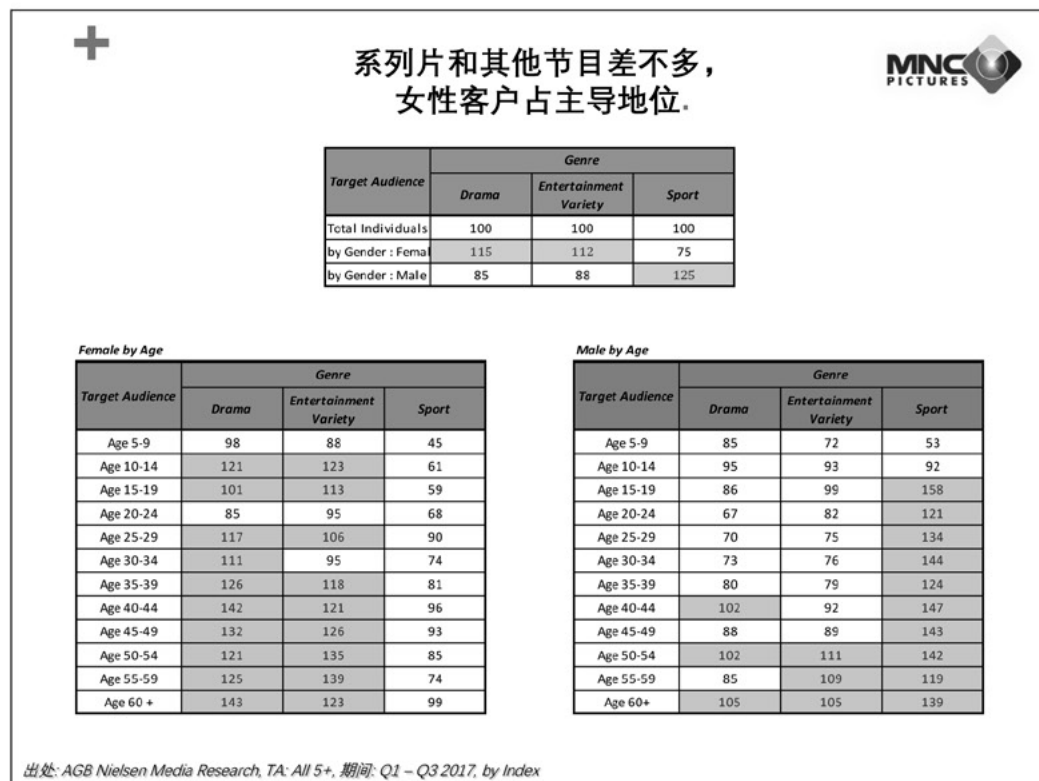 系列片和其他节目差不多，
女性客户占主导地位.
MNC
PICTURES
Target Audience Genre
Drama Entertainment Variety Sport
Total Individuals 100 100 100
by Gender : Femal 115 112 75
by Gender : Male 85 88 125
Female by Age
Target Audience Genre
Drama Entertainment Variety Sport
Age 5-9 98 88 45
Age 10-14 121 123 61
Age 15-19 101 113 59
Age 20-24 85 95 68
Age 25-29 117 106 90
Age 30-34 111 95 74
Age 35-39 126 118 81
Age 40-44 142 121 96
Age 45-49 132 126 93
Age 50-54 121 135 85
Age 55-59 125 139 74
Age 60 + 143 123 99
Male by Age
Target Audience Genre
Drama Entertainment Variety Sport
Age 5-9 85 72 53
Age 10-14 95 93 92
Age 15-19 86 99 158
Age 20-24 67 82 121
Age 25-29 70 75 134
Age 30-34 73 76 144
Age 35-39 80 79 124
Age 40-44 102 92 147
Age 45-49 88 89 143
Age 50-54 102 111 142
Age 55-59 85 109 119
Age 60+ 105 105 139
出处: AGB Nielsen Media Research, TA: All 5+, 期间: Q1 – Q3 2017, by Index